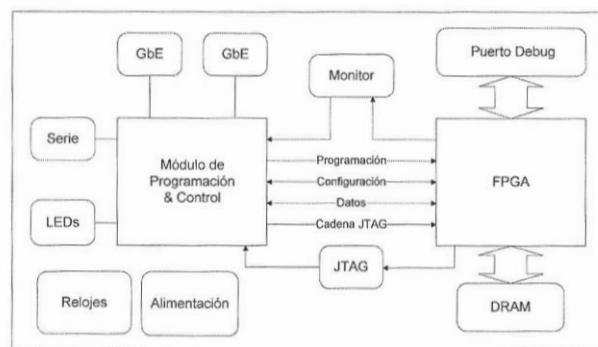 GbE
GbE
Monitor
Puerto Debug
Serie
Módulo de
Programación
& Control
Programación
Configuración
Datos
Cadena JTAG
FPGA
LEDs
JTAG
Relojes
Alimentación
DRAM